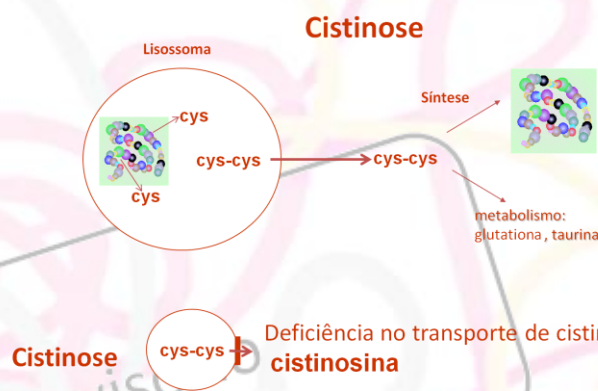 Cistinose
Lisossoma
cys
cys-cys
cys
cys-cys
Síntese
metabolismo:
glutationa , taurina
Cistinose
cys-cys
Deficiência no transporte de cisti
cistinosina